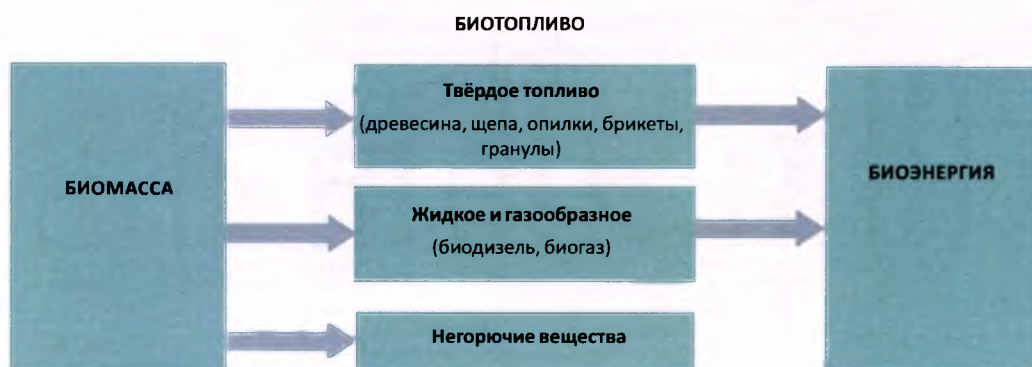 БИОТОПЛИВО
БИОМАССА
Твёрдое топливо
(древесина, щепа, опилки, брикеты,
гранулы)
Жидкое и газообразное
(биодизель, биогаз)
Негорючие вещества
БИОЭНЕРГИЯ